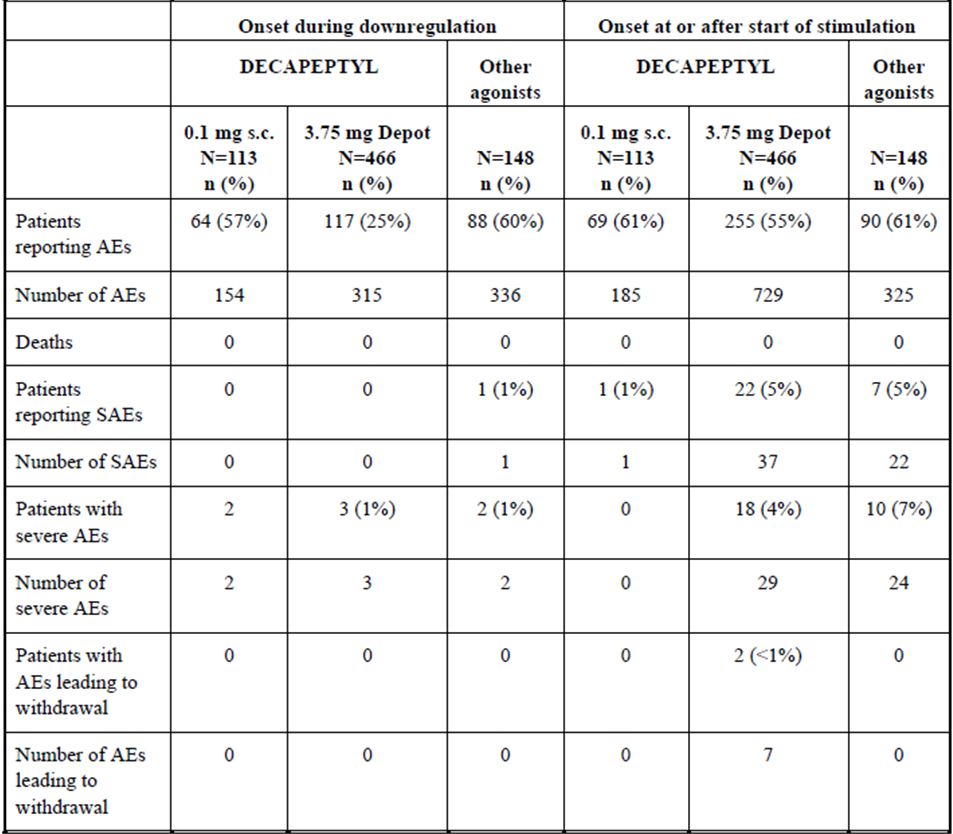 Onset during downregulation Onset at or after start of stimulation
DECAPEPTYL Other agonists DECAPEPTYL Other agonists
0.1 mg s.c. 3.75 mg Depot 0.1 mg s.c. 3.75 mg Depot
N=113 N=466 N=148 N=113 N=466 N=148
n (%) n (%) n (%) n (%) n (%) n (%)
Patients 64 (57%) 117 (25%) 88 (60%) 69 (61%) 255 (55%) 90 (61%)
reporting AEs
Number of AEs 154 315 336 185 729 325
Deaths 0 0 0 0 0 0
Patients 0 0 1 (1%) 1 (1%) 22 (5%) 7 (5%)
reporting SAEs
Number of SAEs 0 0 1 1 37 22
Patients with 2 3 (1%) 2 (1%) 0 18 (4%) 10 (7%)
severe AEs
Number of 2 3 2 0 29 24
severe AEs
Patients with 0 0 0 0 2 (<1%) 0
AEs leading to
withdrawal
Number of AEs 0 0 0 0 7 0
leading to
withdrawal